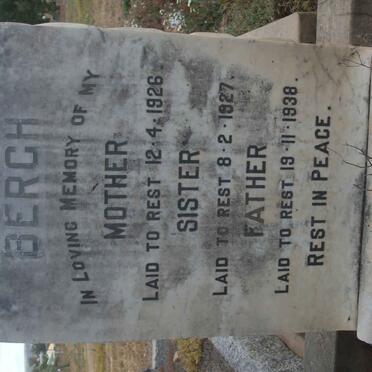 BERGH
IN LOVING MEMORY OF MY
MOTHER
LAID TO REST 12·4·1926.
SISTER
LAID TO REST 8·2·1927.
FATHER
LAID TO REST 19·11·1938.
REST IN PEACE.